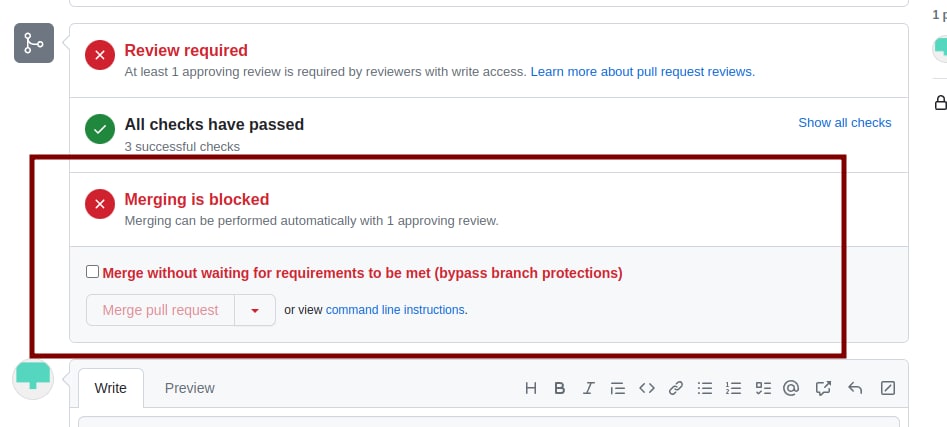 1 p
Review required
At least 1 approving review is required by reviewers with write access. Learn more about pull request reviews.
All checks have passed
Show all checks
3 successful checks
Merging is blocked
Merging can be performed automatically with 1 approving review.
Merge without waiting for requirements to be met (bypass branch protections)
Merge pull request
or view command line instructions.
Write
Preview